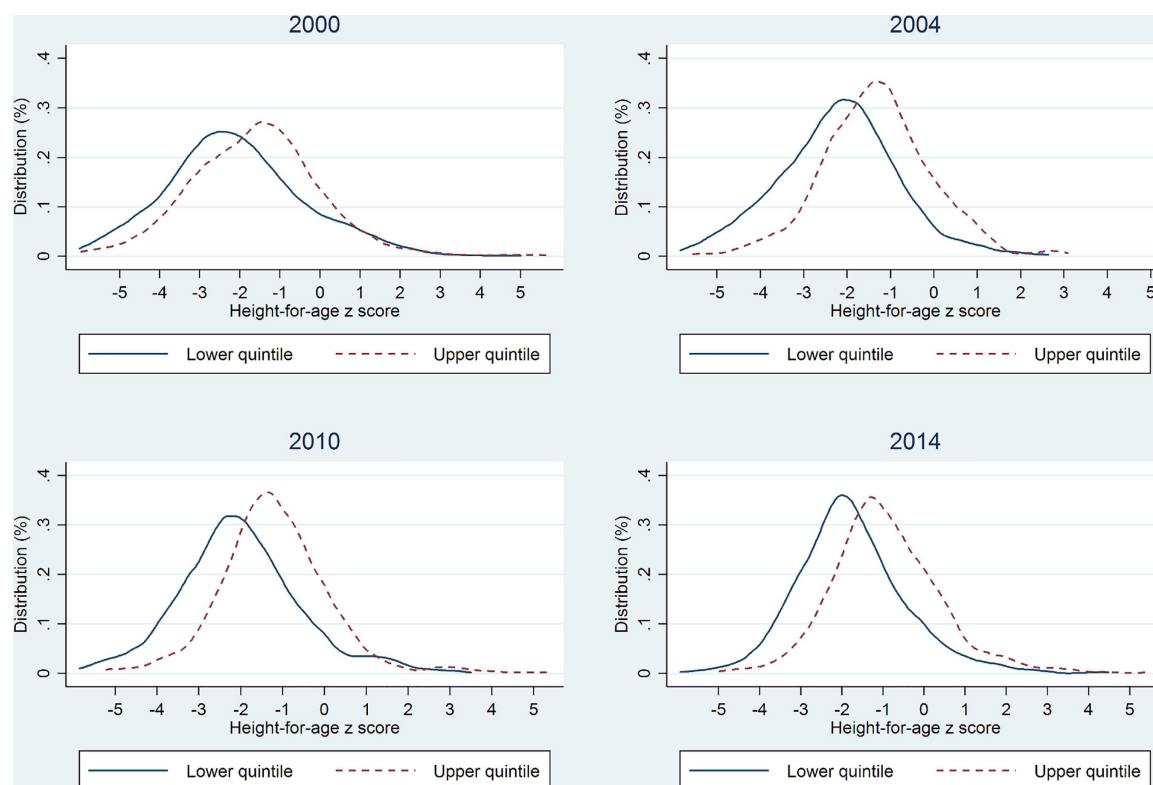 2000
.4
.3
.2
.1
0
Distribution (%)
-5 -4 -3 -2 -1 0 1 2 3 4 5
Height-for-age z score
Lower quintile Upper quintile
2004
.4
.3
.2
.1
0
Distribution (%)
-5 -4 -3 -2 -1 0 1 2 3 4 5
Height-for-age z score
Lower quintile Upper quintile
2010
.4
.3
.2
.1
0
Distribution (%)
-5 -4 -3 -2 -1 0 1 2 3 4 5
Height-for-age z score
Lower quintile Upper quintile
2014
.4
.3
.2
.1
0
Distribution (%)
-5 -4 -3 -2 -1 0 1 2 3 4 5
Height-for-age z score
Lower quintile Upper quintile